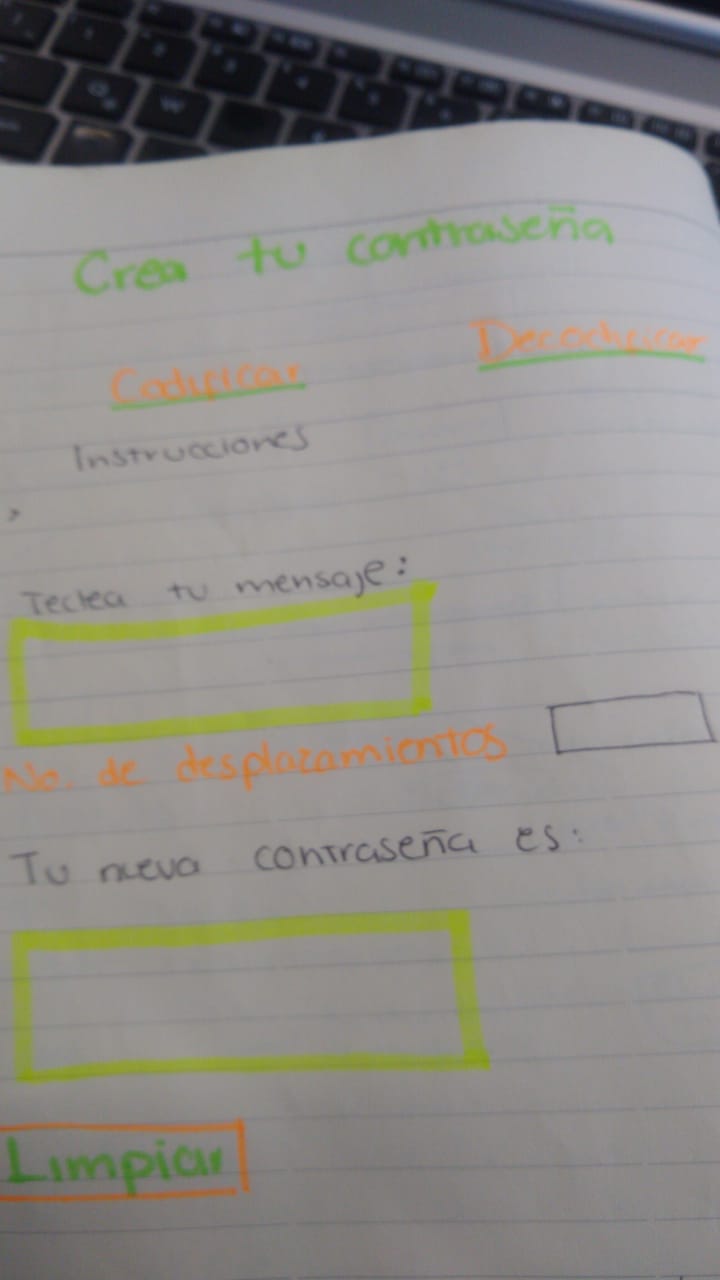 Crea tu contraseña
Codificar Decodificar
Instrucciones
Teclea tu mensaje:
No. de desplazamientos
Tu nueva contraseña es:
Limpiar